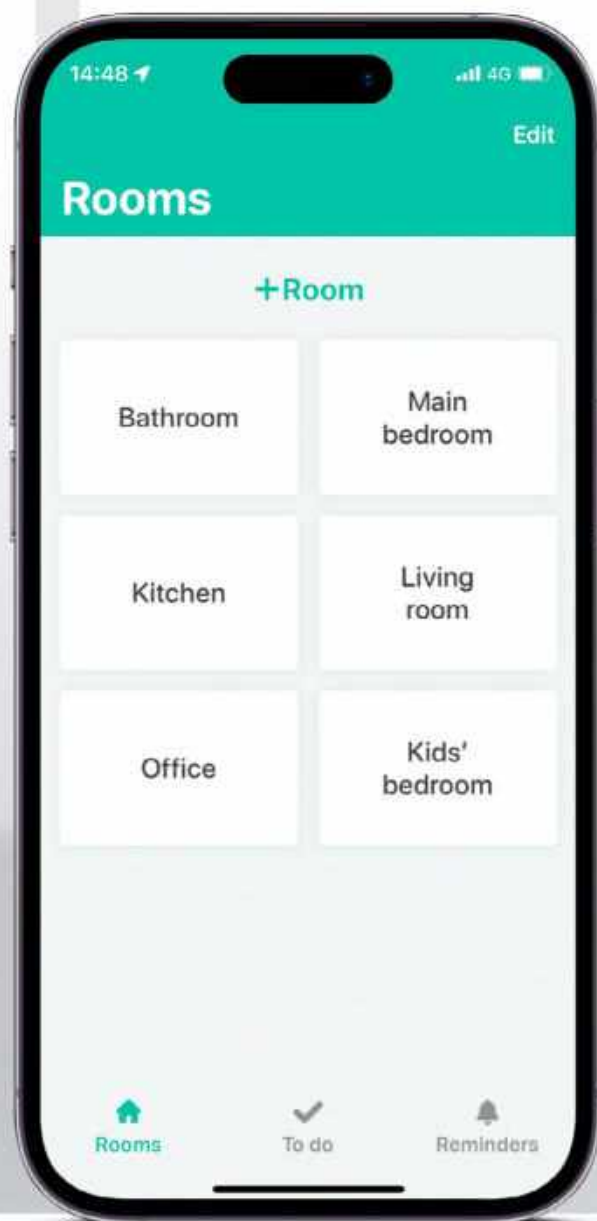 14:48
4G
Edit
Rooms
+Room
Bathroom
Main
bedroom
Kitchen
Living
room
Office
Kids'
bedroom
Rooms
To do
Reminders